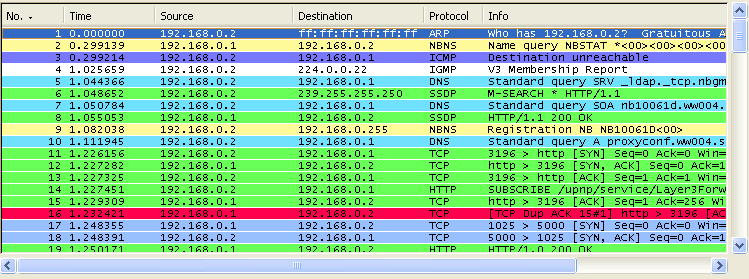 No. Time Source Destination Protocol Info
1 0.000000 192.168.0.2 ff:ff:ff:ff:ff:ff ARP Who has 192.168.0.2? Gratuitous A
2 0.299139 192.168.0.1 192.168.0.2 NBNS Name query NBSTAT *<00><00><00><00
3 0.299214 192.168.0.2 192.168.0.1 ICMP Destination unreachable
4 1.025659 192.168.0.2 224.0.0.22 IGMP V3 Membership Report
5 1.044366 192.168.0.2 192.168.0.1 DNS Standard query SRV _ldap._tcp.nbgm
6 1.048652 192.168.0.2 239.255.255.250 SSDP M-SEARCH * HTTP/1.1
7 1.050784 192.168.0.2 192.168.0.1 DNS Standard query SOA nb10061d.ww004.
8 1.055053 192.168.0.1 192.168.0.2 SSDP HTTP/1.1 200 OK
9 1.082038 192.168.0.2 192.168.0.255 NBNS Registration NB NB10061D<00>
10 1.111945 192.168.0.2 192.168.0.1 DNS Standard query A proxyconf.ww004.s
11 1.226156 192.168.0.2 192.168.0.1 TCP 3196 > http [SYN] Seq=0 Ack=0 Win=
12 1.227282 192.168.0.1 192.168.0.2 TCP http > 3196 [SYN, ACK] Seq=0 Ack=
13 1.227325 192.168.0.2 192.168.0.1 TCP 3196 > http [ACK] Seq=1 Ack=1 Win=
14 1.227451 192.168.0.2 192.168.0.1 HTTP SUBSCRIBE /upnp/service/Layer3Forw
15 1.229309 192.168.0.1 192.168.0.2 TCP http > 3196 [ACK] Seq=1 Ack=256 Wi
16 1.232421 192.168.0.1 192.168.0.2 TCP [TCP Dup ACK 15#1] http > 3196 [AC
17 1.248355 192.168.0.1 192.168.0.2 TCP 1025 > 5000 [SYN] Seq=0 Ack=0 Win=
18 1.248391 192.168.0.2 192.168.0.1 TCP 5000 > 1025 [SYN, ACK] Seq=0 Ack=
19 1.250171 192.168.0.1 192.168.0.2 HTTP HTTP/1.0 200 OK